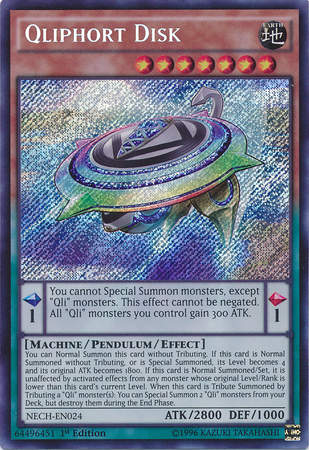 Qliphort Disk
EARTH
地
You cannot Special Summon monsters, except
"Qli" monsters. This effect cannot be negated.
All "Qli" monsters you control gain 300 ATK.
1
1
[Machine / Pendulum / Effect]
You can Normal Summon this card without Tributing. If this card is Normal
Summoned without Tributing, or is Special Summoned, its Level becomes 4
and its original ATK becomes 1800. If this card is Normal Summoned/Set, it is
unaffected by activated effects from any monster whose original Level/Rank is
lower than this card's current Level. When this card is Tribute Summoned by
Tributing a "Qli" monster(s): You can Special Summon 2 "Qli" monsters from your
Deck, but destroy them during the End Phase.
NECH-EN024
ATK/2800 DEF/1000
64496451 1st Edition
©1996 KAZUKI TAKAHASHI